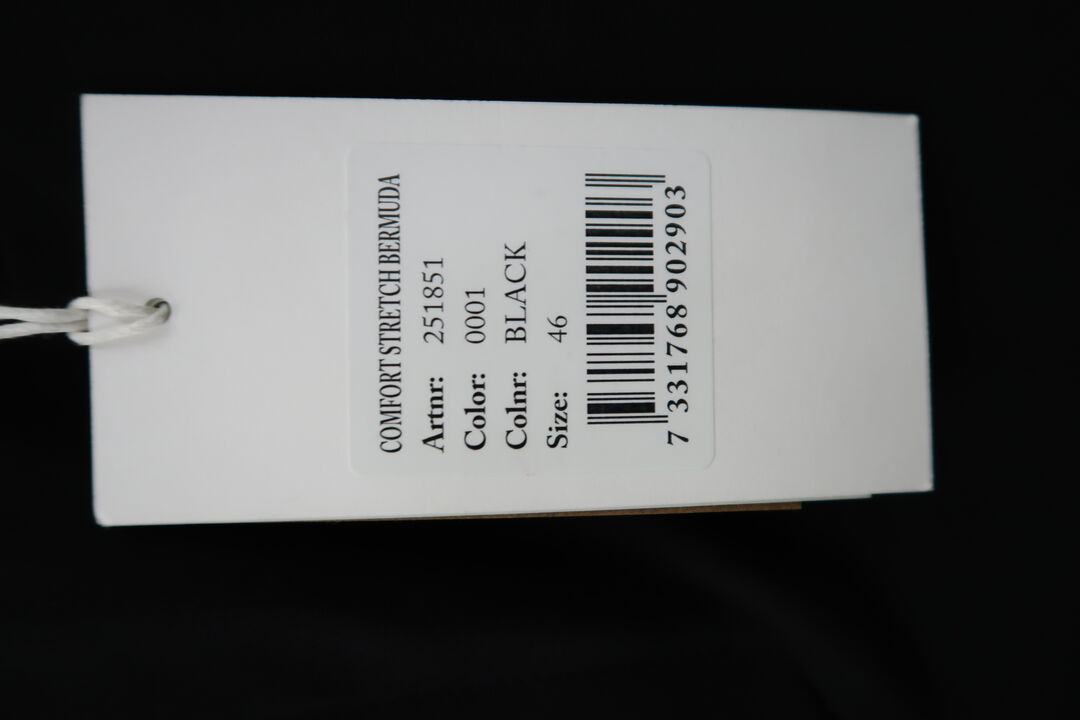 COMFORT STRETCH BERMUDA
Artnr: 251851
Color: 0001
Colnr: BLACK
Size: 46
7 331768 902903